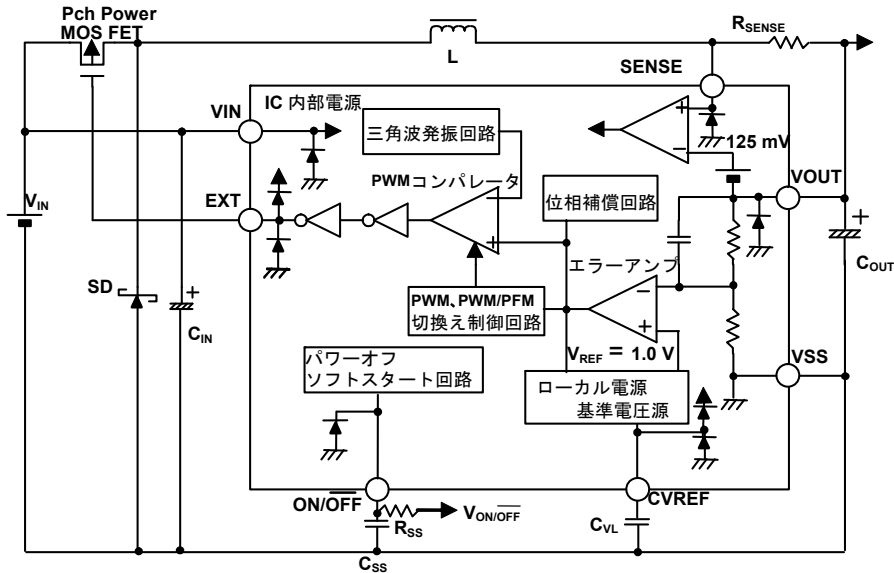 Pch Power
MOS FET
L
RSENSE
SENSE
VIN
IC 内部電源
三角波発振回路
125 mV
VOUT
EXT
PWMコンパレータ
位相補償回路
VIN
COUT
エラーアンプ
SD
CIN
PWM、PWM/PFM
切換え制御回路
VREF = 1.0 V
VSS
パワーオフ
ソフトスタート回路
ローカル電源
基準電圧源
ON/OFF
RSS
VON/OFF
CVREF
CVL
CSS